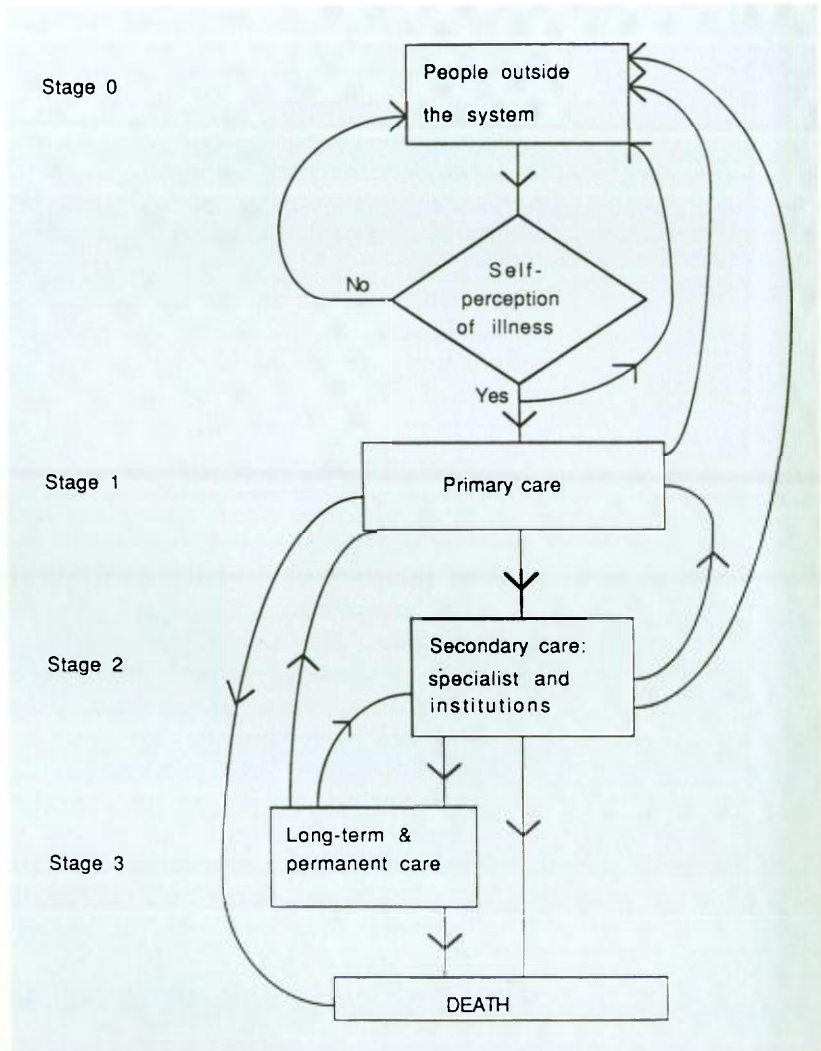 Stage 0
People outside
the system
No
Self-
perception
of illness
Yes
Stage 1
Primary care
Stage 2
Secondary care:
specialist and
institutions
Stage 3
Long-term &
permanent care
DEATH